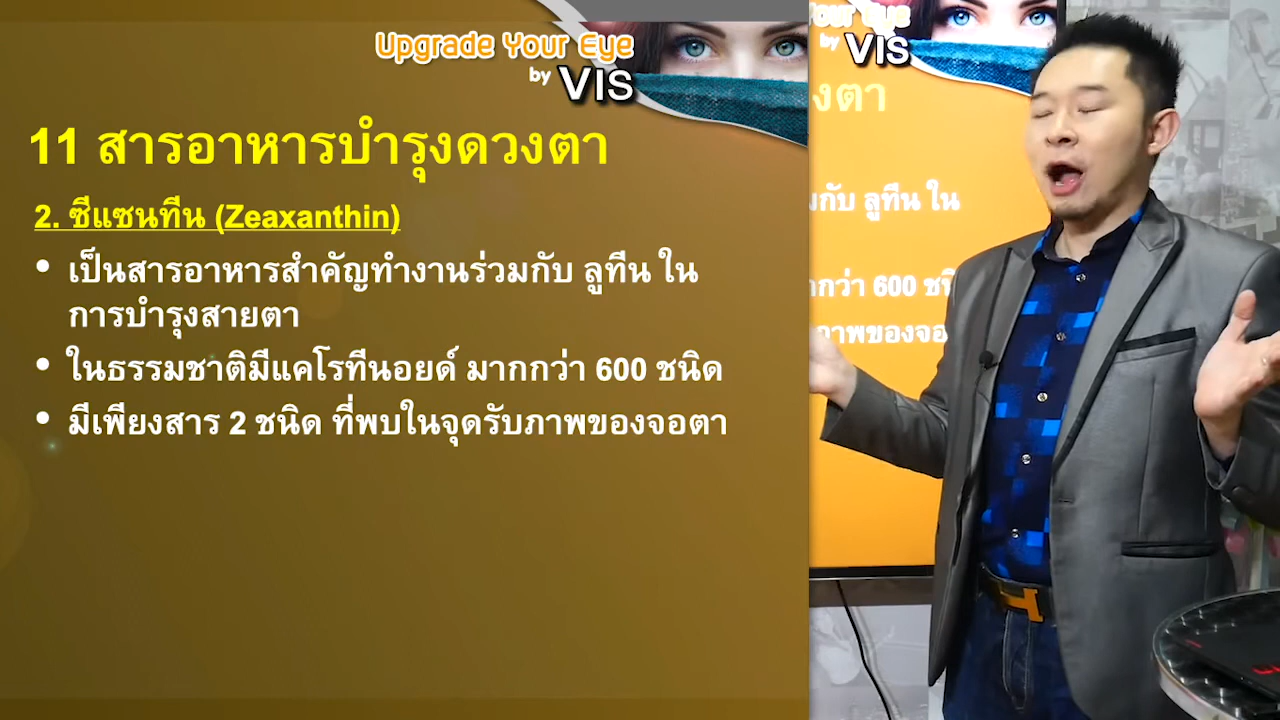 Upgrade Your Eye
by VIS
11 สารอาหารบำรุงดวงตา
2. ซีแซนทีน (Zeaxanthin)
• เป็นสารอาหารสำคัญทำงานร่วมกับ ลูทีน ใน
การบำรุงสายตา
• ในธรรมชาติมีแคโรทีนอยด์ มากกว่า 600 ชนิด
• มีเพียงสาร 2 ชนิด ที่พบในจุดรับภาพของจอตา
Your Eye
by VIS
งตา
มกับ ลูทีน ใน
กว่า 600 ชนิ
ภาพของจอ